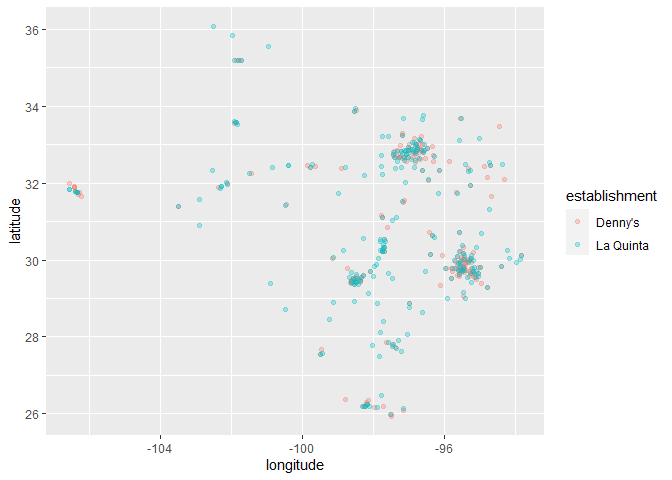 36
34
32
30
28
26
latitude
-104
-100
-96
longitude
establishment
Denny's
La Quinta